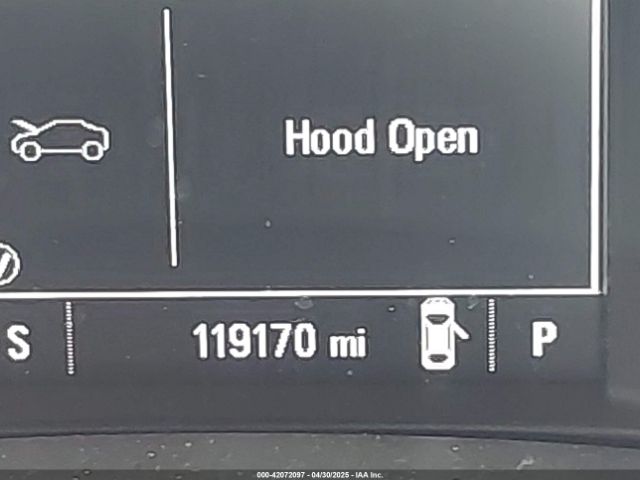 Hood Open
S
119170 mi
P
000-42072097 - 04/30/2025 - IAA Inc.